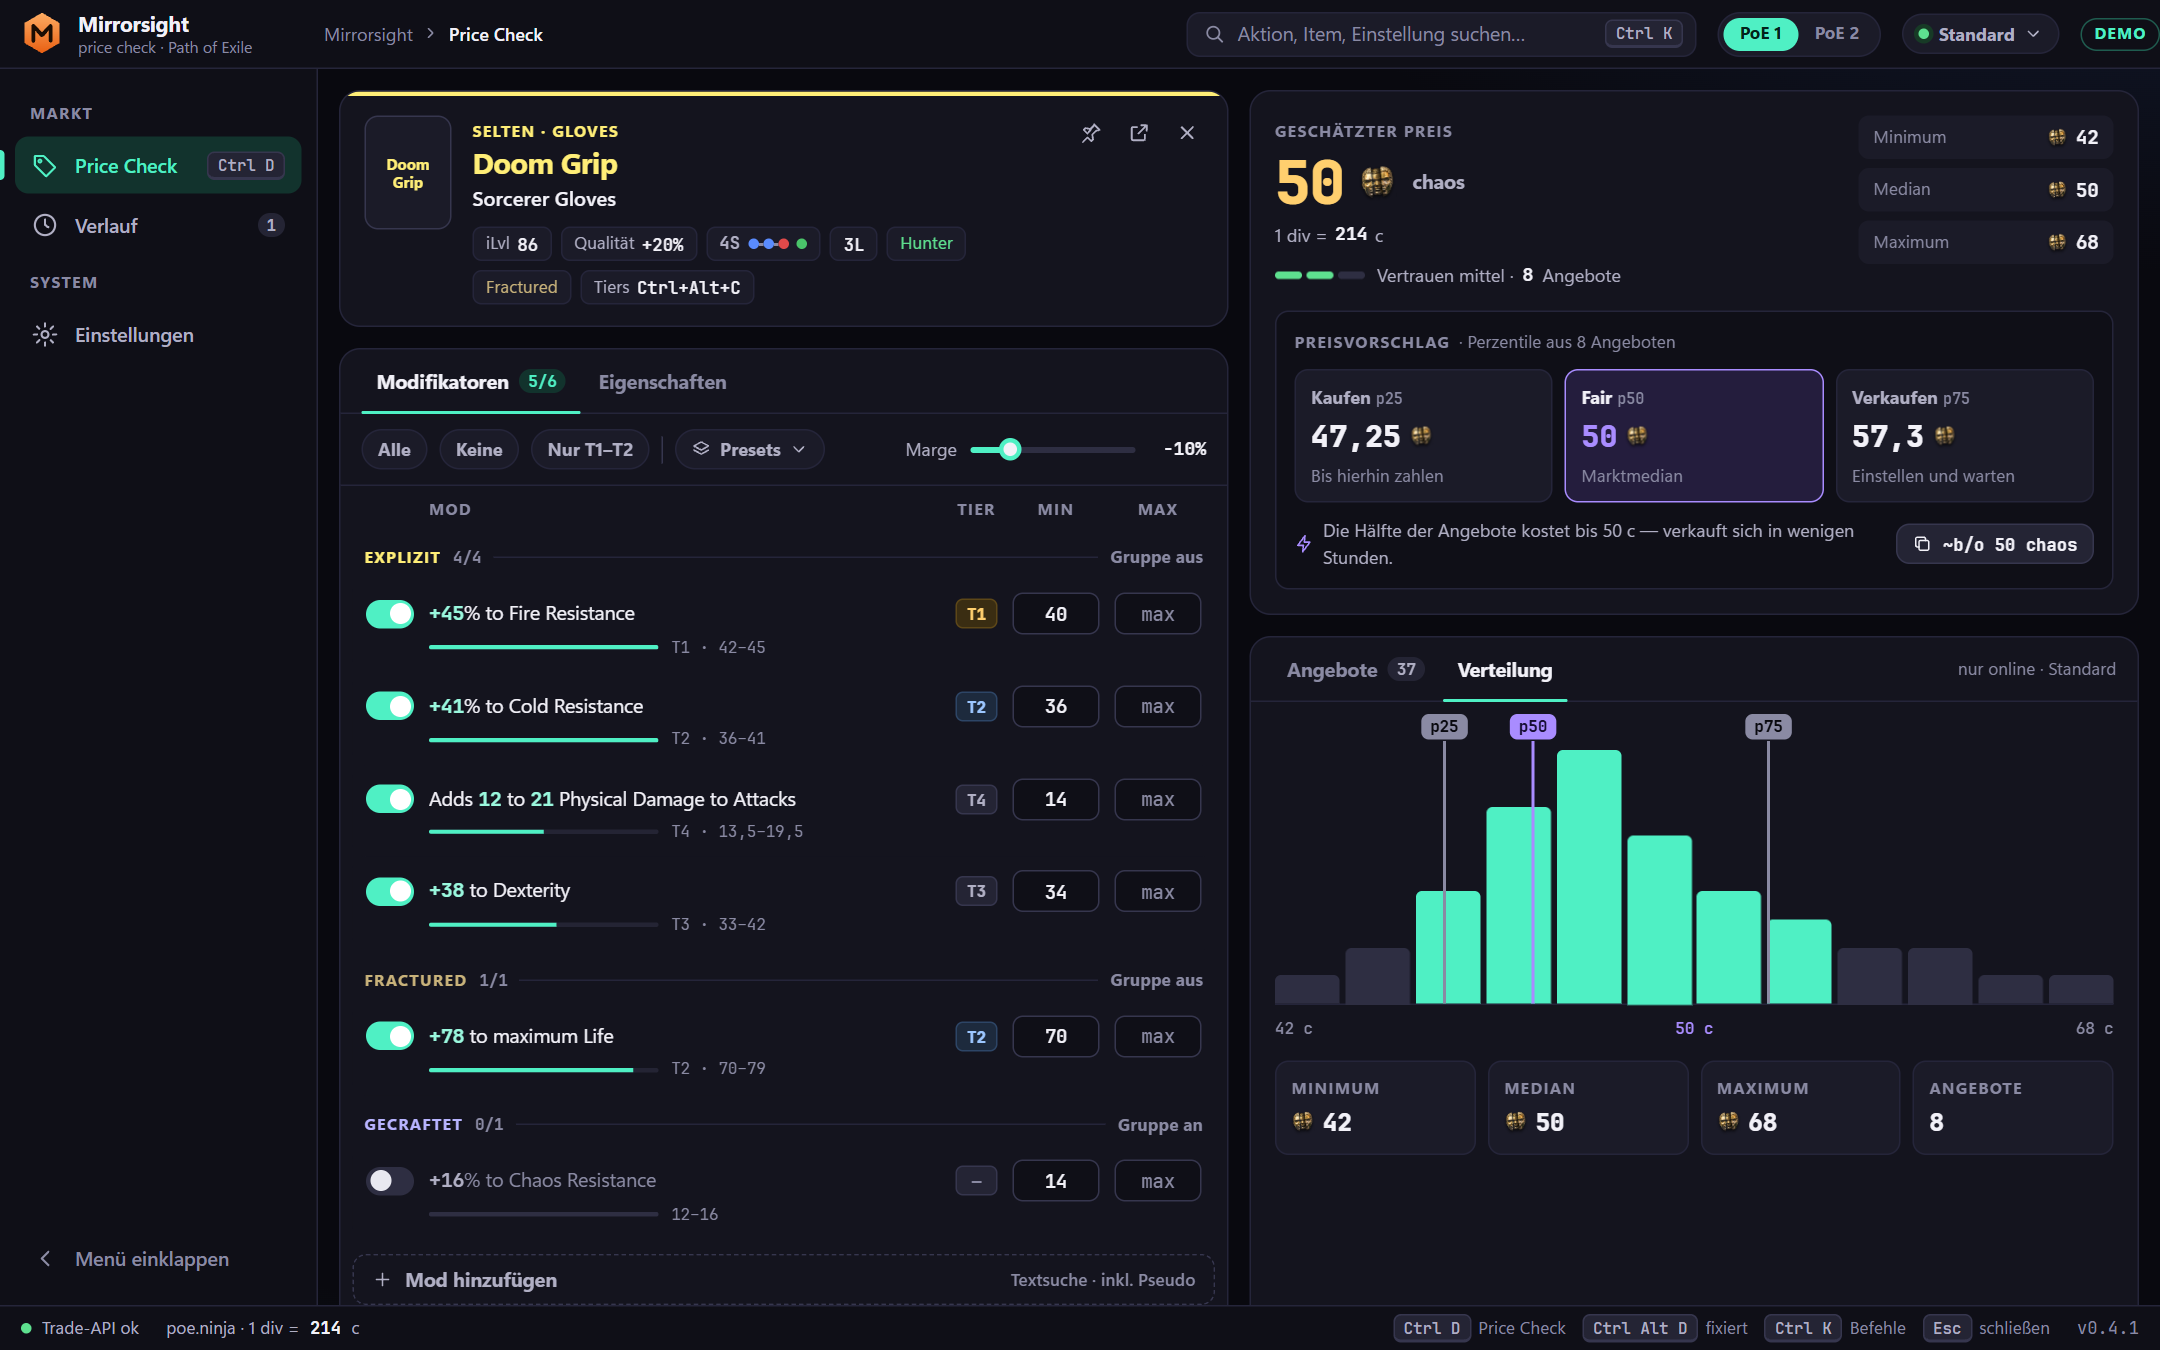 Mirrorsight
price check · Path of Exile
Mirrorsight > Price Check
Aktion, Item, Einstellung suchen... Ctrl K
PoE 1 PoE 2
Standard
DEMO
MARKT
Price Check Ctrl D
Verlauf 1
SYSTEM
Einstellungen
Menü einklappen
Doom
Grip
SELTEN · GLOVES
Doom Grip
Sorcerer Gloves
iLvl 86 Qualität +20% 4S 3L Hunter
Fractured Tiers Ctrl+Alt+C
Modifikatoren 5/6 Eigenschaften
Alle Keine Nur T1–T2 Presets Marge -10%
MOD TIER MIN MAX
EXPLIZIT 4/4 Gruppe aus
+45% to Fire Resistance T1 40 max
T1 · 42–45
+41% to Cold Resistance T2 36 max
T2 · 36–41
Adds 12 to 21 Physical Damage to Attacks T4 14 max
T4 · 13,5–19,5
+38 to Dexterity T3 34 max
T3 · 33–42
FRACTURED 1/1 Gruppe aus
+78 to maximum Life T2 70 max
T2 · 70–79
GECRAFTET 0/1 Gruppe an
+16% to Chaos Resistance – 14 max
12–16
+ Mod hinzufügen Textsuche · inkl. Pseudo
GESCHÄTZTER PREIS
50 chaos
1 div = 214 c
Vertrauen mittel · 8 Angebote
Minimum 42
Median 50
Maximum 68
PREISVORSCHLAG · Perzentile aus 8 Angeboten
Kaufen p25
47,25
Bis hierhin zahlen
Fair p50
50
Marktmedian
Verkaufen p75
57,3
Einstellen und warten
Die Hälfte der Angebote kostet bis 50 c — verkauft sich in wenigen
Stunden.
~b/o 50 chaos
Angebote 37 Verteilung nur online · Standard
p25 p50 p75
42 c 50 c 68 c
MINIMUM
42
MEDIAN
50
MAXIMUM
68
ANGEBOTE
8
Trade-API ok poe.ninja · 1 div = 214 c
Ctrl D Price Check Ctrl Alt D fixiert Ctrl K Befehle Esc schließen v0.4.1